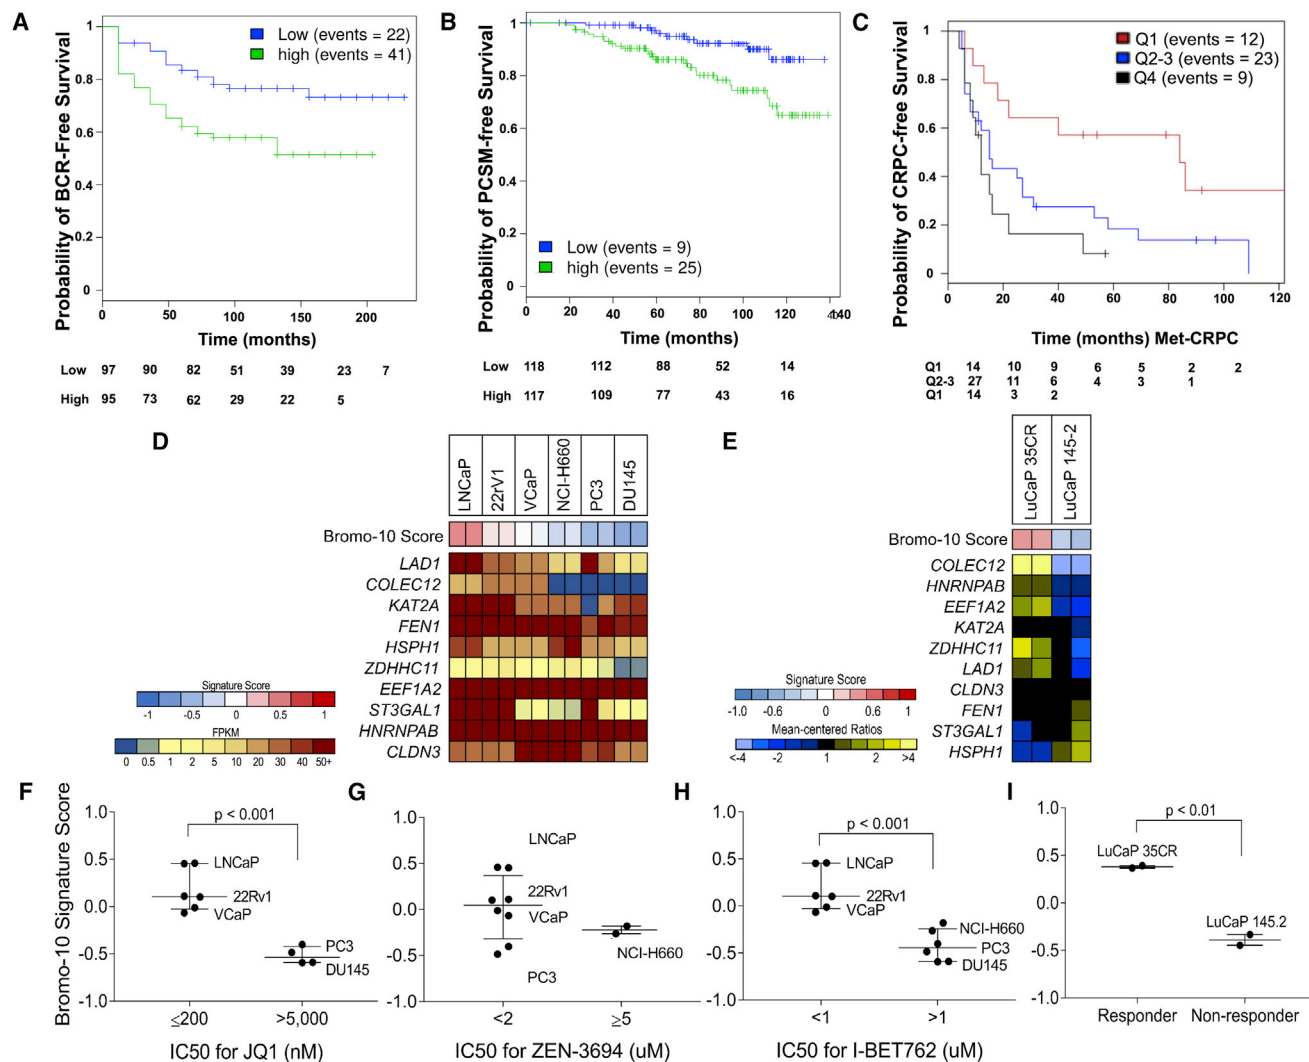 A
Probability of BCR-Free Survival
Low (events = 22)
high (events = 41)
1
0.8
0.6
0.4
0.2
0
0 50 100 150 200
Time (months)
Low 97 90 82 51 39 23 7
High 95 73 62 29 22 5
B
Probability of PCSM-free Survival
1
0.8
0.6
0.4
0.2
0
Low (events = 9)
high (events = 25)
0 20 40 60 80 100 120 140
Time (months)
Low 118 112 88 52 14
High 117 109 77 43 16
C
Probability of CRPC-free Survival
Q1 (events = 12)
Q2-3 (events = 23)
Q4 (events = 9)
1
0.8
0.6
0.4
0.2
0
0 20 40 60 80 100 120
Time (months) Met-CRPC
Q1 14 10 9 6 5 2 2
Q2-3 27 11 6 4 3 1
Q1 14 3 2
D
LNCaP 22rV1 VCaP NCI-H660 PC3 DU145
Bromo-10 Score
LAD1
COLEC12
KAT2A
FEN1
HSPH1
ZDHHC11
EEF1A2
ST3GAL1
HNRNPAB
CLDN3
Signature Score
-1 -0.5 0 0.5 1
FPKM
0 0.5 1 2 5 10 20 30 40 50+
E
LuCaP 35CR LuCaP 145-2
Bromo-10 Score
COLEC12
HNRNPAB
EEF1A2
KAT2A
ZDHHC11
LAD1
CLDN3
FEN1
ST3GAL1
HSPH1
Signature Score
-1.0 -0.6 0 0.6 1
Mean-centered Ratios
<-4 -2 1 2 >4
F
Bromo-10 Signature Score
1.0
0.5
0.0
-0.5
-1.0
p < 0.001
LNCaP
22Rv1
VCaP
PC3
DU145
≤200 >5,000
IC50 for JQ1 (nM)
G
1.0
0.5
0.0
-0.5
-1.0
LNCaP
22Rv1
VCaP
NCI-H660
PC3
<2 ≥5
IC50 for ZEN-3694 (uM)
H
1.0
0.5
0.0
-0.5
-1.0
p < 0.001
LNCaP
22Rv1
VCaP
NCI-H660
PC3
DU145
<1 >1
IC50 for I-BET762 (uM)
I
1.0
0.5
0.0
-0.5
-1.0
p < 0.01
LuCaP 35CR
LuCaP 145.2
Responder Non-responder